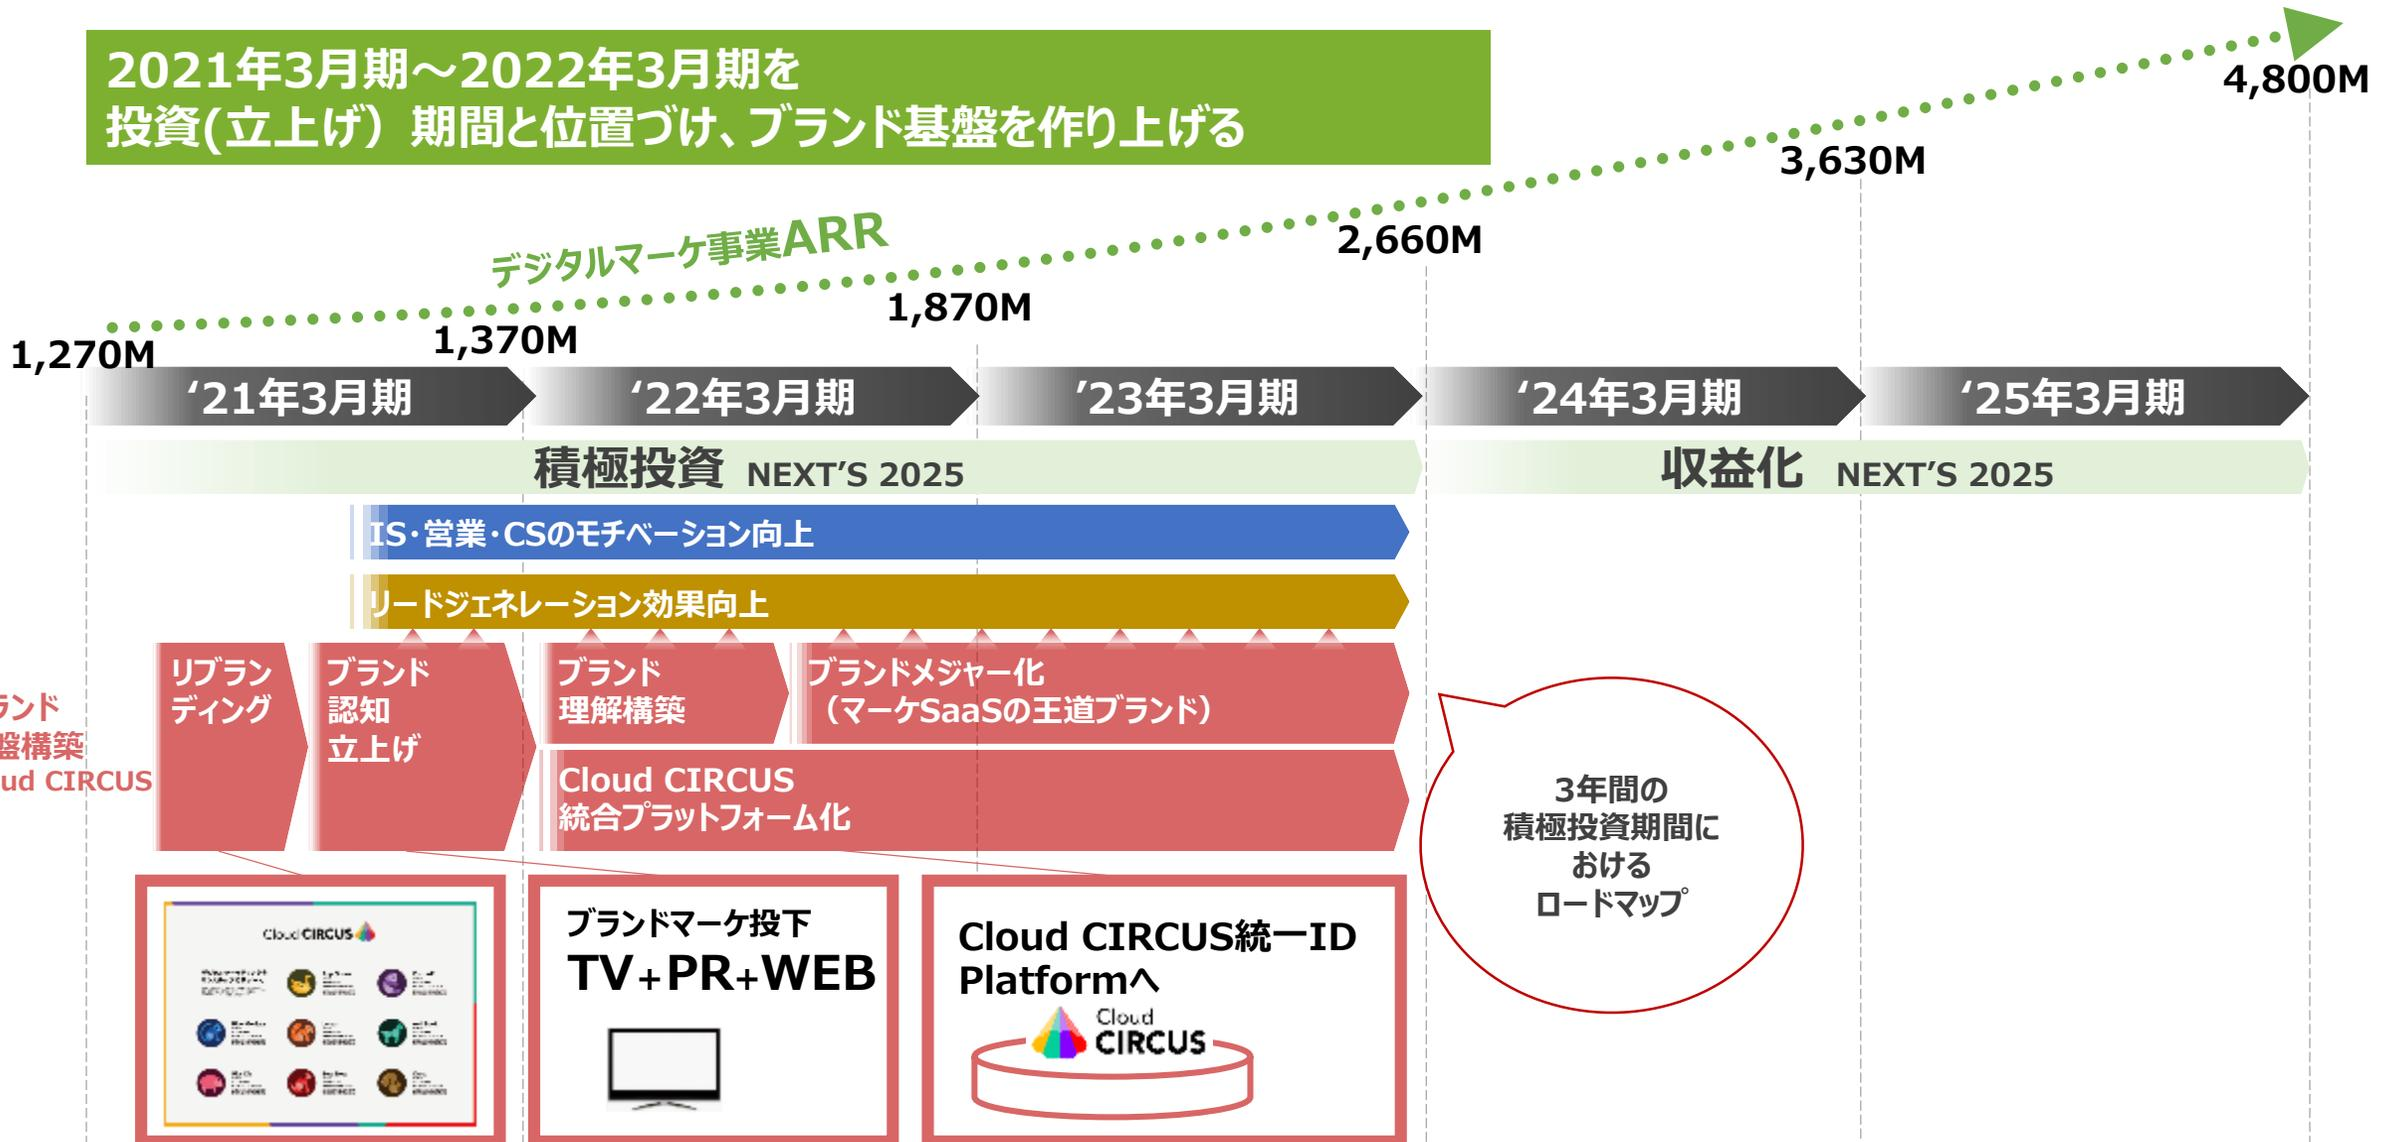 2021年3月期～2022年3月期を
投資(立上げ）期間と位置づけ、ブランド基盤を作り上げる
デジタルマーケ事業ARR
1,270M
1,370M
1,870M
2,660M
3,630M
4,800M
‘21年3月期
‘22年3月期
’23年3月期
‘24年3月期
‘25年3月期
積極投資 NEXT’S 2025
収益化 NEXT’S 2025
IS･営業･CSのモチベーション向上
リードジェネレーション効果向上
ランド
盤構築
ud CIRCUS
リブラン
ディング
ブランド
認知
立上げ
ブランド
理解構築
ブランドメジャー化
（マーケSaaSの王道ブランド）
Cloud CIRCUS
統合プラットフォーム化
3年間の
積極投資期間に
おける
ロードマップ
Cloud CIRCUS
ブランドマーケ投下
TV+PR+WEB
Cloud CIRCUS統一ID
Platformへ
Cloud
CIRCUS